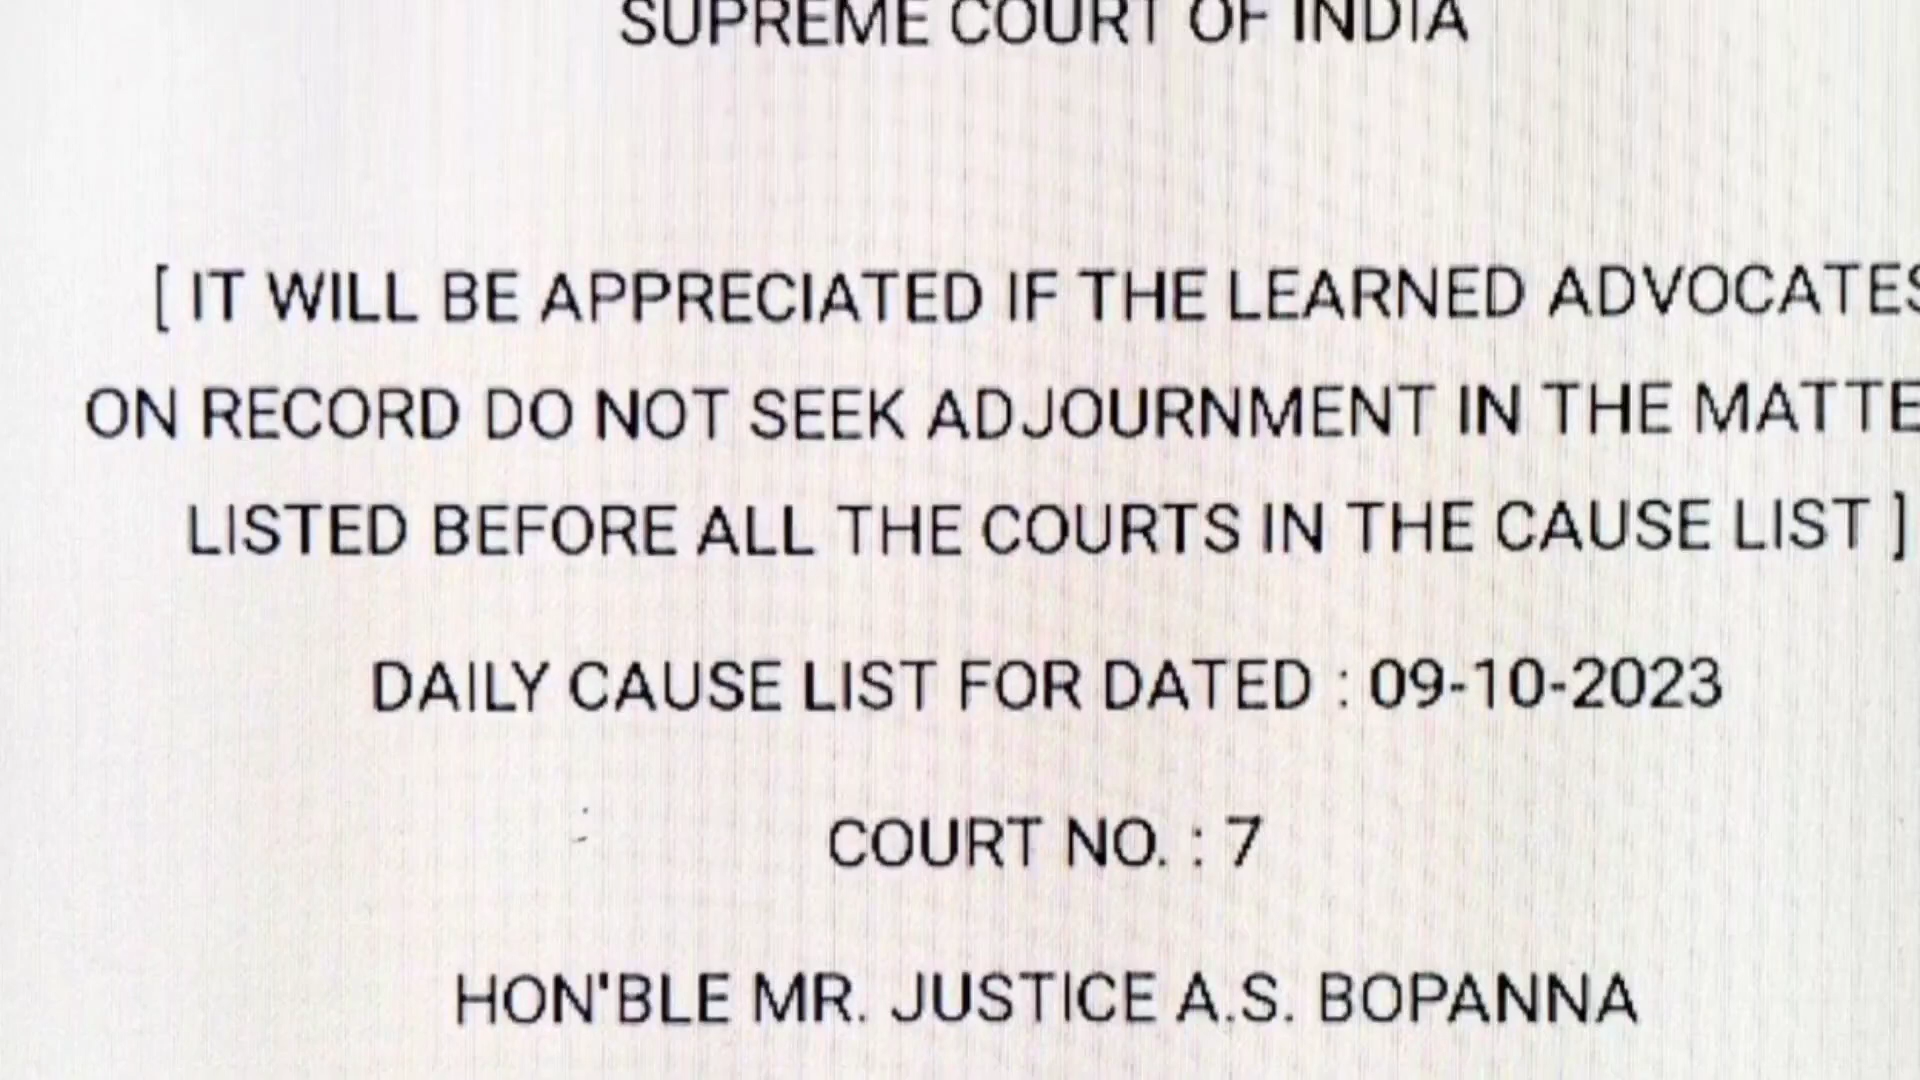 SUPREME COURT OF INDIA
[ IT WILL BE APPRECIATED IF THE LEARNED ADVOCATES
ON RECORD DO NOT SEEK ADJOURNMENT IN THE MATTE
LISTED BEFORE ALL THE COURTS IN THE CAUSE LIST ]
DAILY CAUSE LIST FOR DATED : 09-10-2023
COURT NO. : 7
HON'BLE MR. JUSTICE A.S. BOPANNA